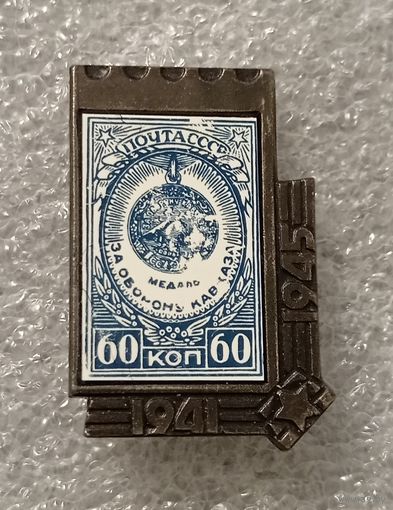 ПОЧТА СССР
МЕДАЛЬ
ЗА ОБОРОНУ КАВКАЗА
60 КОП 60
1941
1945